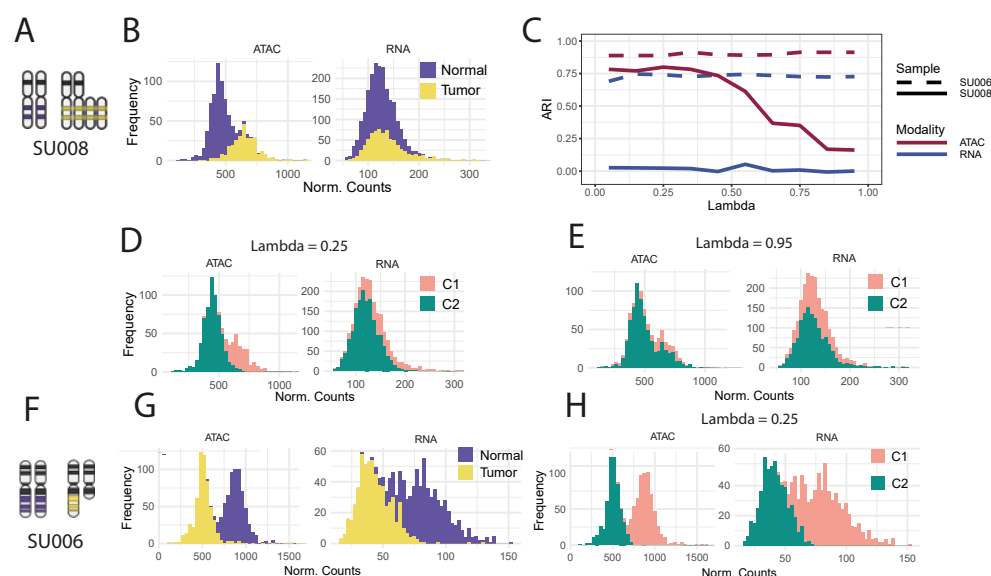 A
SU008
B
ATAC
RNA
Normal
Tumor
Frequency
100
50
0
200
150
100
50
0
500
1000
100
200
300
Norm. Counts
C
ARI
1.00
0.75
0.50
0.25
0.00
0.00
0.25
0.50
0.75
1.00
Lambda
Sample
SU006
SU008
Modality
ATAC
RNA
D
Lambda = 0.25
ATAC
RNA
C1
C2
Frequency
100
50
0
200
150
100
50
0
500
1000
100
200
300
Norm. Counts
E
Lambda = 0.95
ATAC
RNA
C1
C2
Frequency
100
50
0
200
150
100
50
0
500
1000
100
200
300
Norm. Counts
F
SU006
G
ATAC
RNA
Normal
Tumor
Frequency
100
50
0
60
40
20
0
0
500
1000
1500
50
100
150
Norm. Counts
H
Lambda = 0.25
ATAC
RNA
C1
C2
Frequency
100
50
0
60
40
20
0
0
500
1000
1500
50
100
150
Norm. Counts